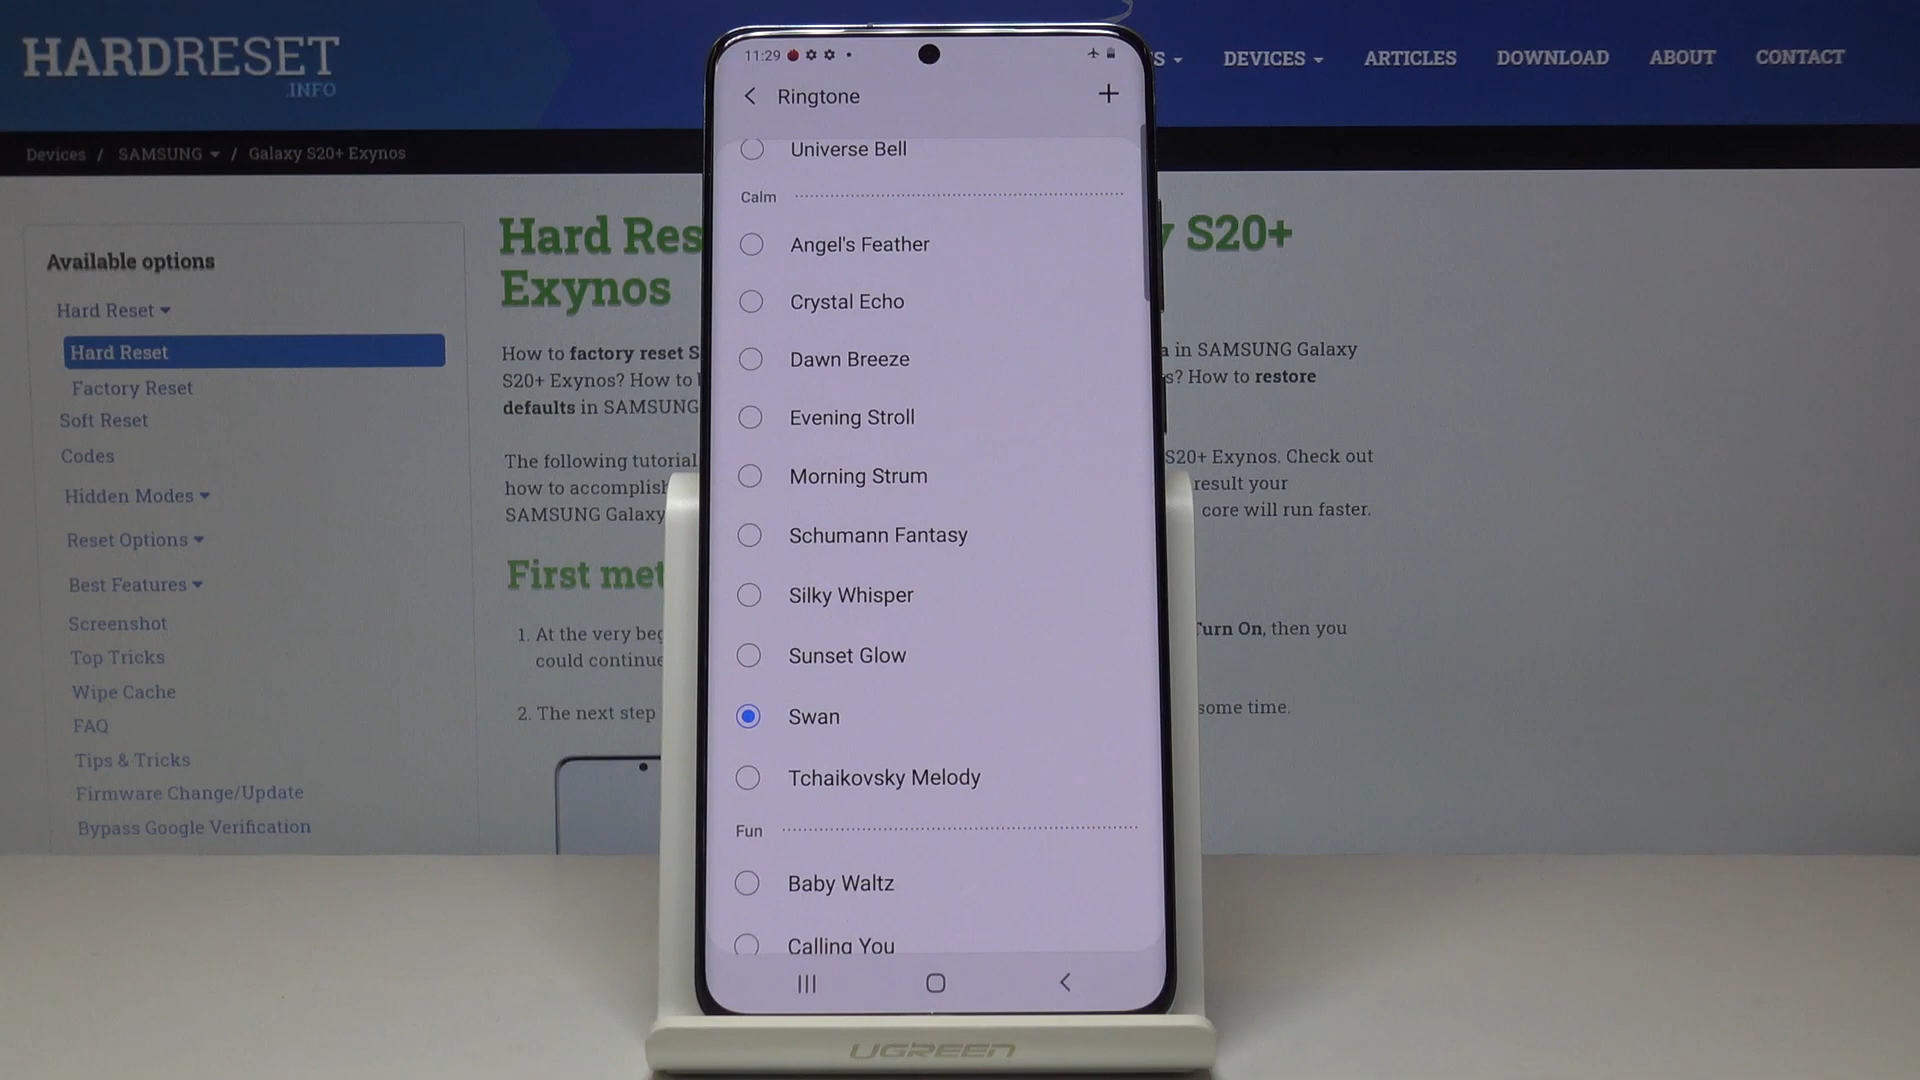 HARDRESET
.INFO
S
DEVICES
ARTICLES
DOWNLOAD
ABOUT
CONTACT
Devices / SAMSUNG / Galaxy S20+ Exynos
Available options
Hard Reset
Hard Reset
Factory Reset
Soft Reset
Codes
Hidden Modes
Reset Options
Best Features
Screenshot
Top Tricks
Wipe Cache
FAQ
Tips & Tricks
Firmware Change/Update
Bypass Google Verification
Hard Res
y S20+
Exynos
How to factory reset S
a in SAMSUNG Galaxy
S20+ Exynos? How to
s? How to restore
defaults in SAMSUNG
The following tutorial
S20+ Exynos. Check out
how to accomplish
result your
SAMSUNG Galaxy
core will run faster.
First met
1. At the very beg
Turn On, then you
could continue
2. The next step
some time.
11:29
Ringtone
+
Universe Bell
Calm
Angel's Feather
Crystal Echo
Dawn Breeze
Evening Stroll
Morning Strum
Schumann Fantasy
Silky Whisper
Sunset Glow
Swan
Tchaikovsky Melody
Fun
Baby Waltz
Calling You
UGREEN